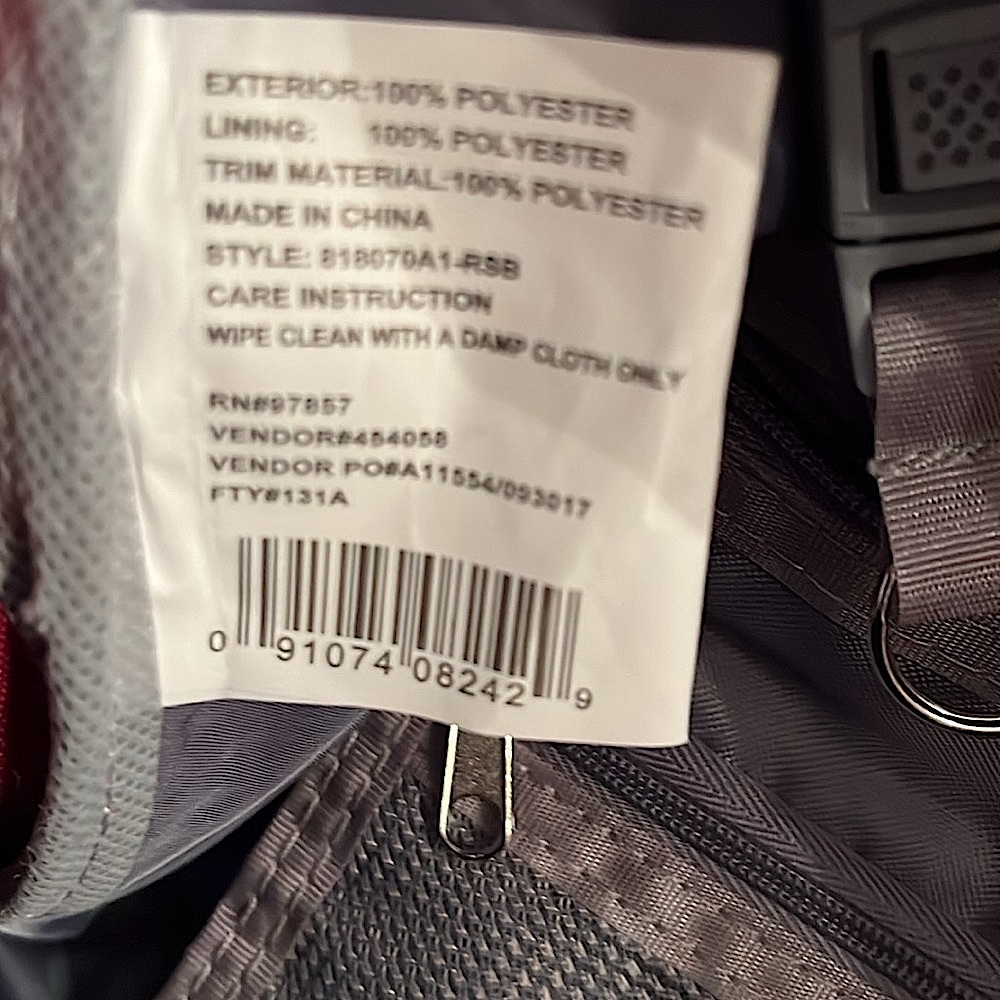 EXTERIOR:100% POLYESTER
LINING: 100% POLYESTER
TRIM MATERIAL:100% POLYESTER
MADE IN CHINA
STYLE: 818070A1-RSB
CARE INSTRUCTION
WIPE CLEAN WITH A DAMP CLOTH ONLY
RN#97857
VENDOR#454058
VENDOR PO#A11554/093017
FTY#131A
0 91074 08242 9